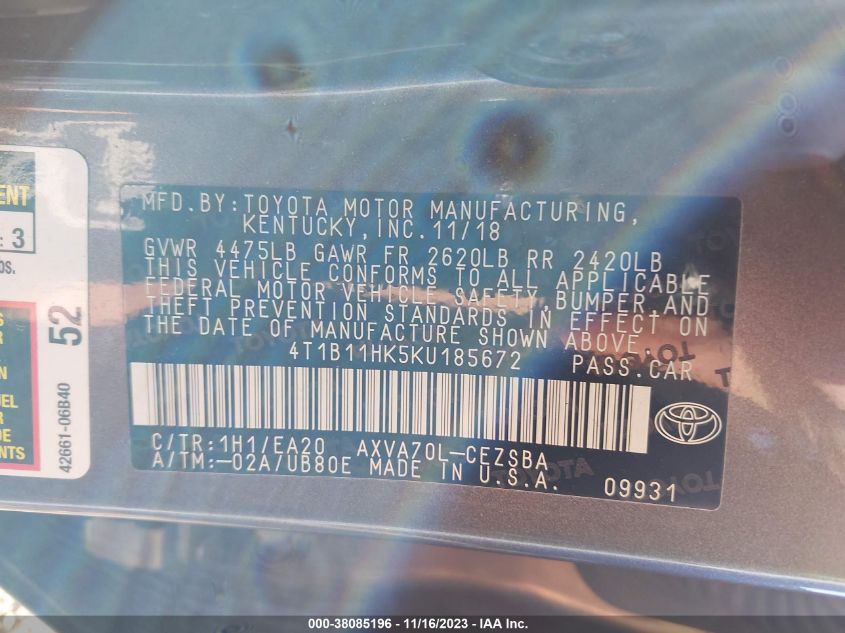 MFD.BY:TOYOTA MOTOR MANUFACTURING,
KENTUCKY,INC.11/18
GVWR 4475LB GAWR FR 2620LB RR 2420LB
THIS VEHICLE CONFORMS TO ALL APPLICABLE
FEDERAL MOTOR VEHICLE SAFETY,BUMPER,AND
THEFT PREVENTION STANDARDS IN EFFECT ON
THE DATE OF MANUFACTURE SHOWN ABOVE.
4T1B11HK5KU185672 PASS.CAR
C/TR:1H1/EA20 AXVA70L-CEZSBA
A/TM:-02A/UB80E MADE IN U.S.A.
09931
TOYOTA
: 3
52
42661-06B40
000-38085196 - 11/16/2023 - IAA Inc.